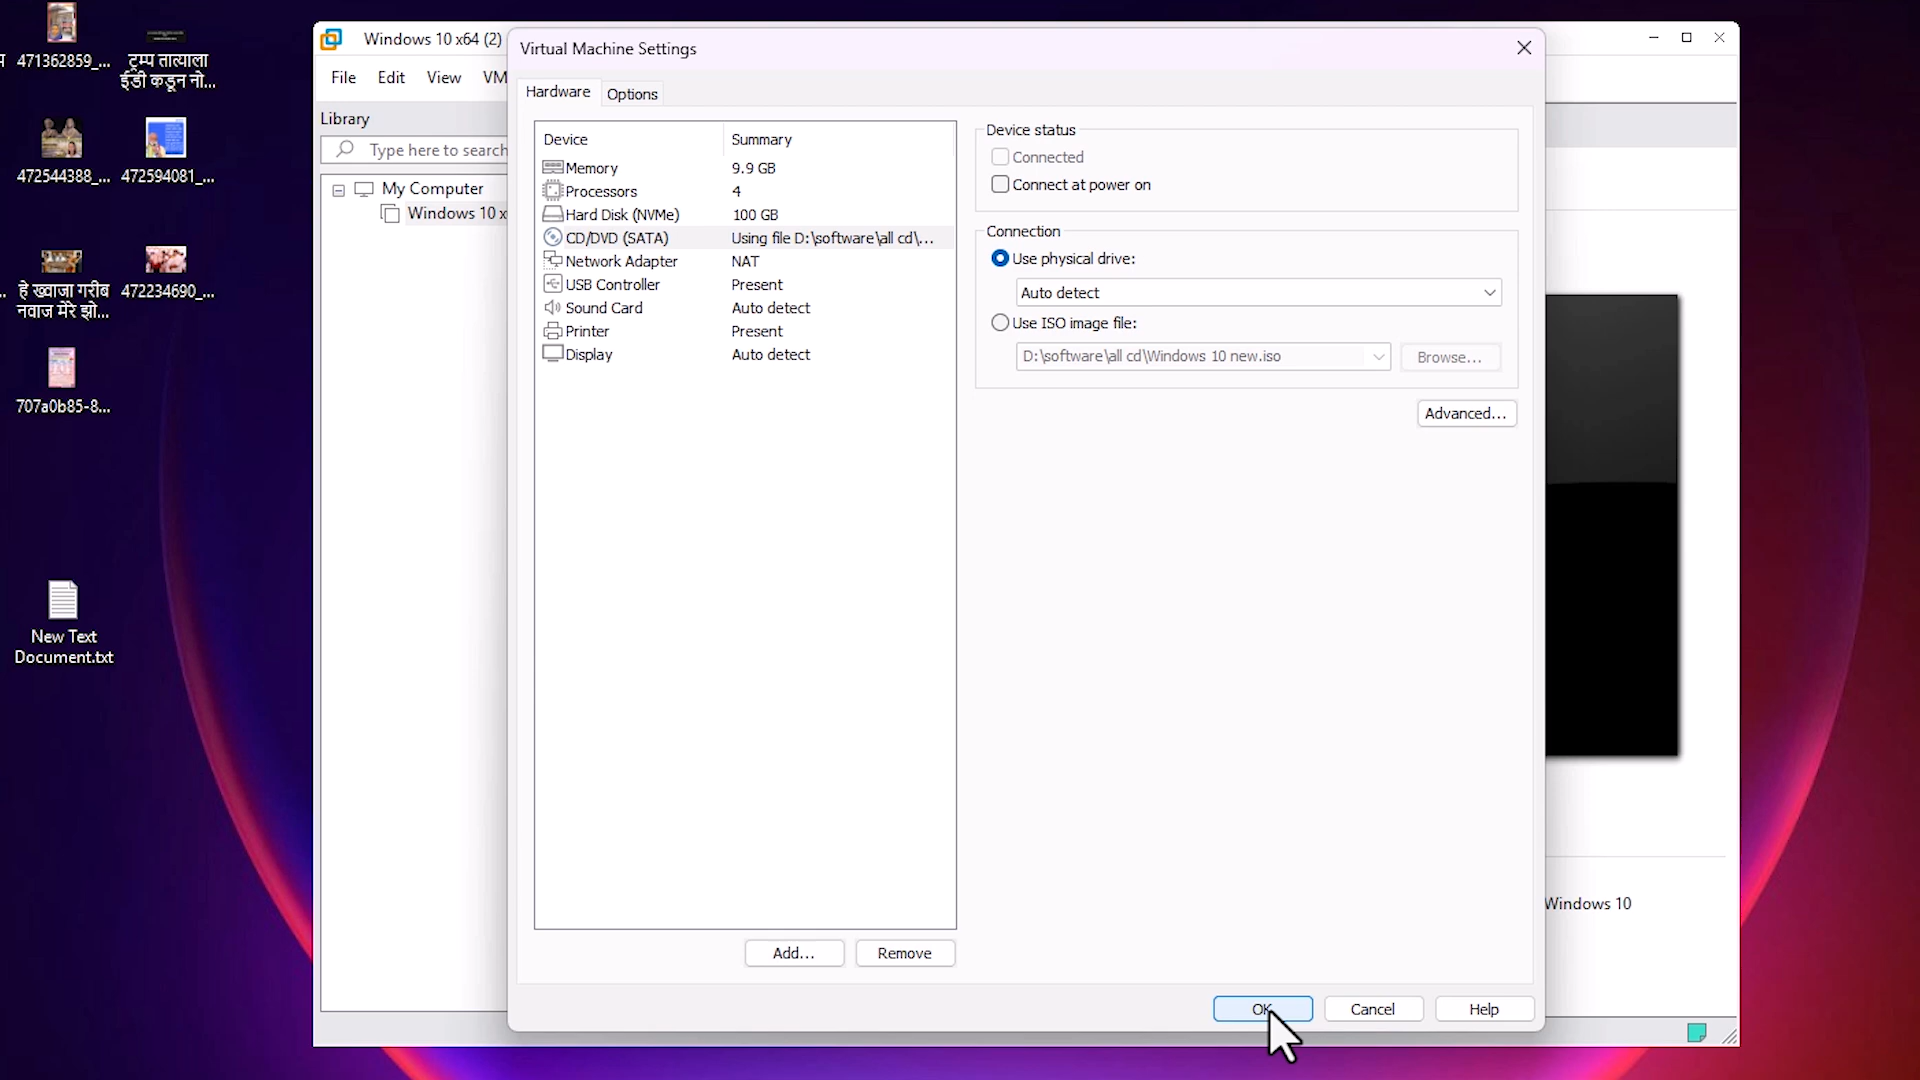 471362859_...
ट्रम्प तात्याला
ईडी कडून नो...
472544388_...
472594081_...
हे ख्वाजा गरीब
नवाज मेरे झो...
472234690_...
707a0b85-8...
New Text
Document.txt
Windows 10 x64 (2)
File Edit View VM
Library
Type here to search
My Computer
Windows 10 x
Virtual Machine Settings
Hardware Options
Device Summary
Memory 9.9 GB
Processors 4
Hard Disk (NVMe) 100 GB
CD/DVD (SATA) Using file D:\software\all cd\...
Network Adapter NAT
USB Controller Present
Sound Card Auto detect
Printer Present
Display Auto detect
Add... Remove
Device status
Connected
Connect at power on
Connection
Use physical drive:
Auto detect
Use ISO image file:
D:\software\all cd\Windows 10 new.iso Browse...
Advanced...
OK Cancel Help
Windows 10